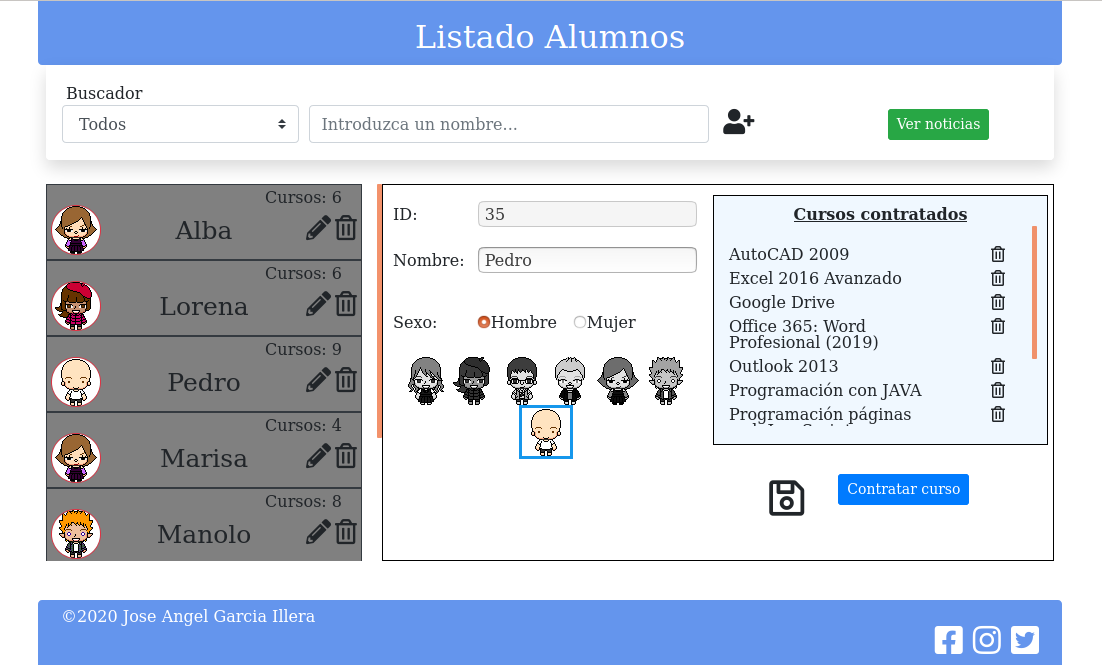 Listado Alumnos
Buscador
Todos
Introduzca un nombre...
Ver noticias
Cursos: 6
Alba
Cursos: 6
Lorena
Cursos: 9
Pedro
Cursos: 4
Marisa
Cursos: 8
Manolo
ID:
35
Nombre:
Pedro
Sexo:
Hombre
Mujer
Cursos contratados
AutoCAD 2009
Excel 2016 Avanzado
Google Drive
Office 365: Word
Profesional (2019)
Outlook 2013
Programación con JAVA
Programación páginas
Contratar curso
©2020 Jose Angel Garcia Illera